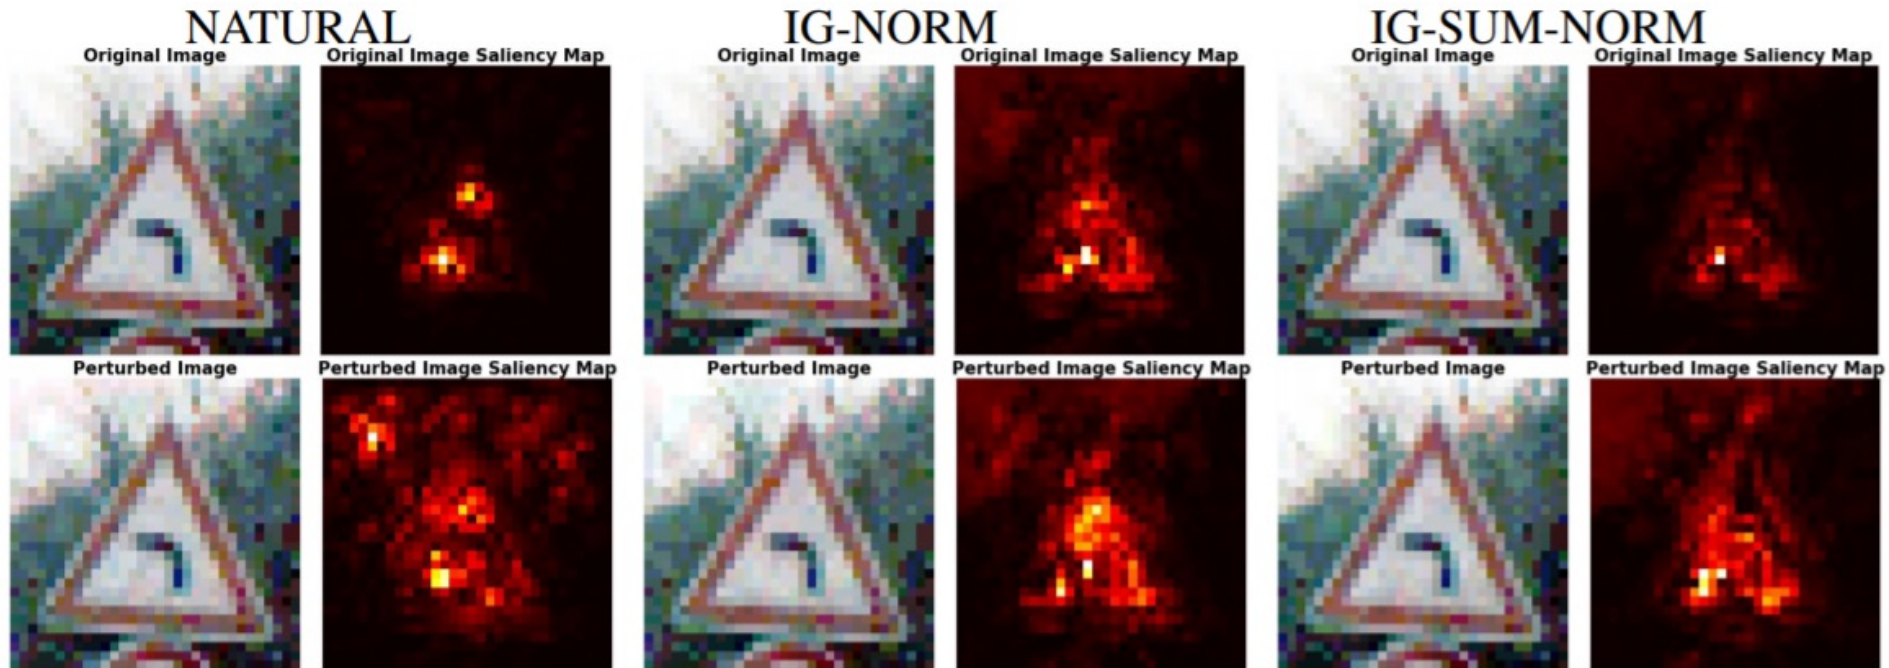 NATURAL IG-NORM IG-SUM-NORM
Original Image Original Image Saliency Map Original Image Original Image Saliency Map Original Image Original Image Saliency Map
Perturbed Image Perturbed Image Saliency Map Perturbed Image Perturbed Image Saliency Map Perturbed Image Perturbed Image Saliency Map